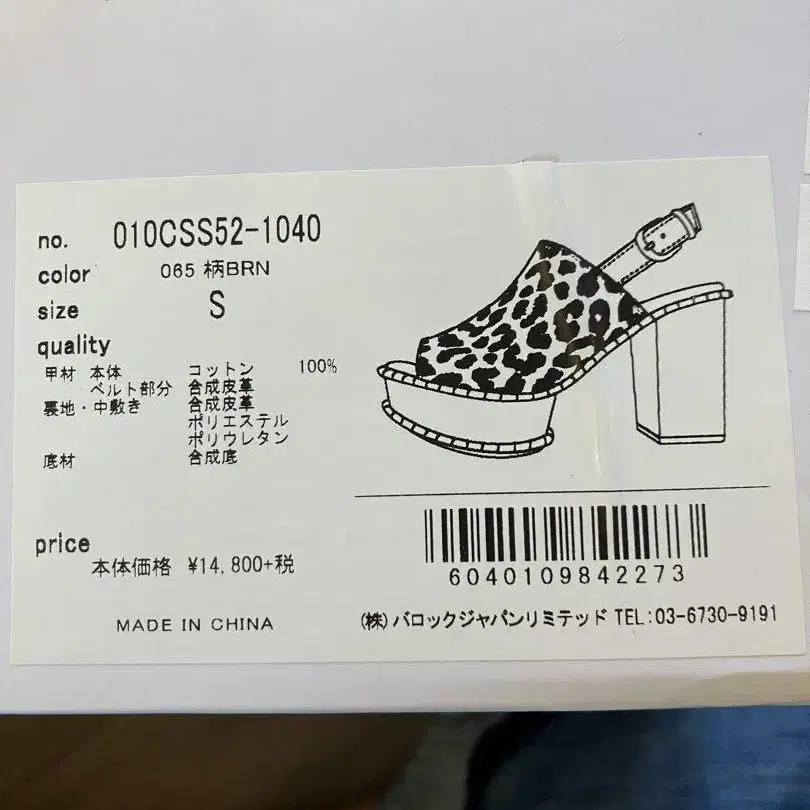 no. 010CSS52-1040
color 065 柄BRN
size S
quality
甲材 本体 コットン 100%
ベルト部分 合成皮革
裏地・中敷き 合成皮革
ポリエステル
ポリウレタン
底材 合成底
price
本体価格 ¥14,800+税
MADE IN CHINA
6040109842273
(株)バロックジャパンリミテッド TEL:03-6730-9191